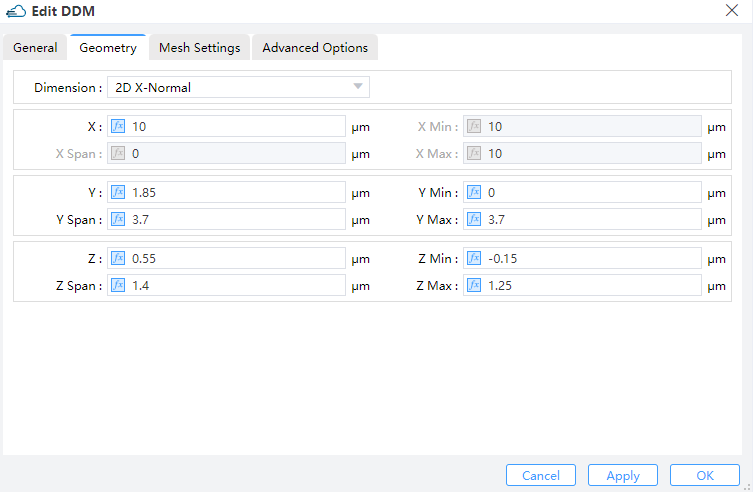 Edit DDM
General Geometry Mesh Settings Advanced Options
Dimension : 2D X-Normal
X : fx 10 μm X Min : fx 10 μm
X Span : fx 0 μm X Max : fx 10 μm
Y : fx 1.85 μm Y Min : fx 0 μm
Y Span : fx 3.7 μm Y Max : fx 3.7 μm
Z : fx 0.55 μm Z Min : fx -0.15 μm
Z Span : fx 1.4 μm Z Max : fx 1.25 μm
Cancel Apply OK